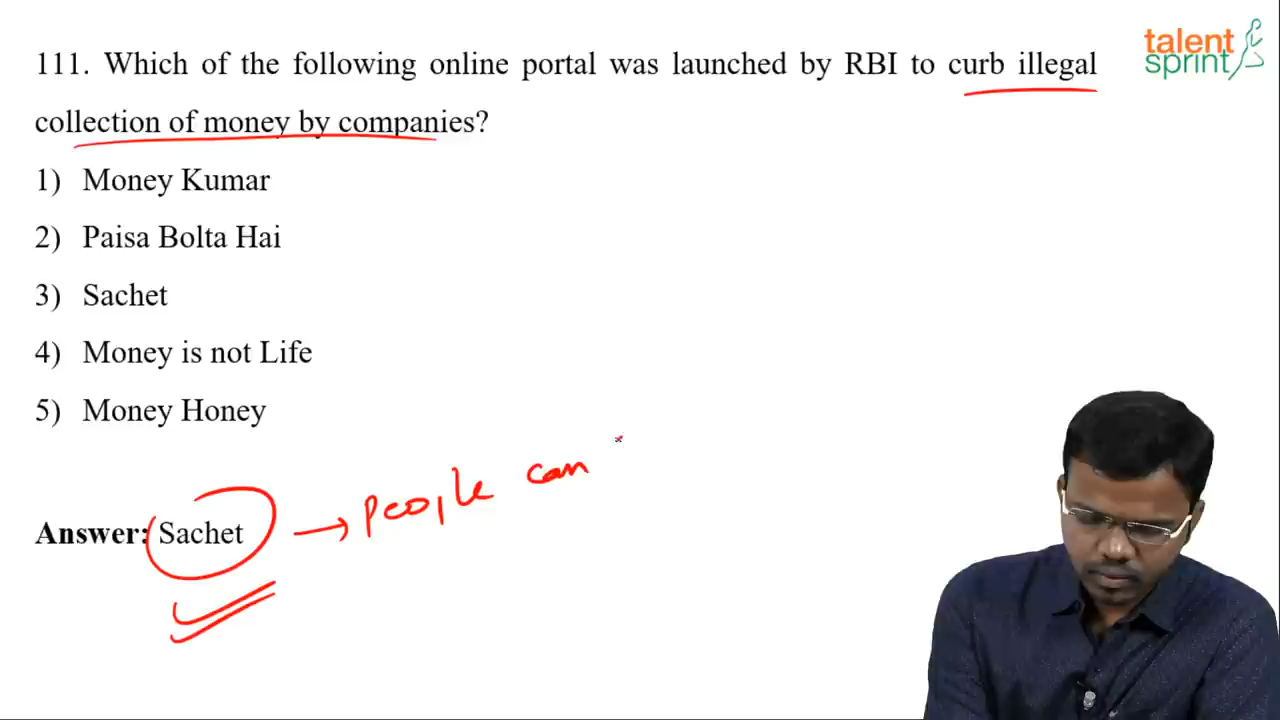 talent
sprint
111. Which of the following online portal was launched by RBI to curb illegal
collection of money by companies?
1) Money Kumar
2) Paisa Bolta Hai
3) Sachet
4) Money is not Life
5) Money Honey
Answer: Sachet → People can